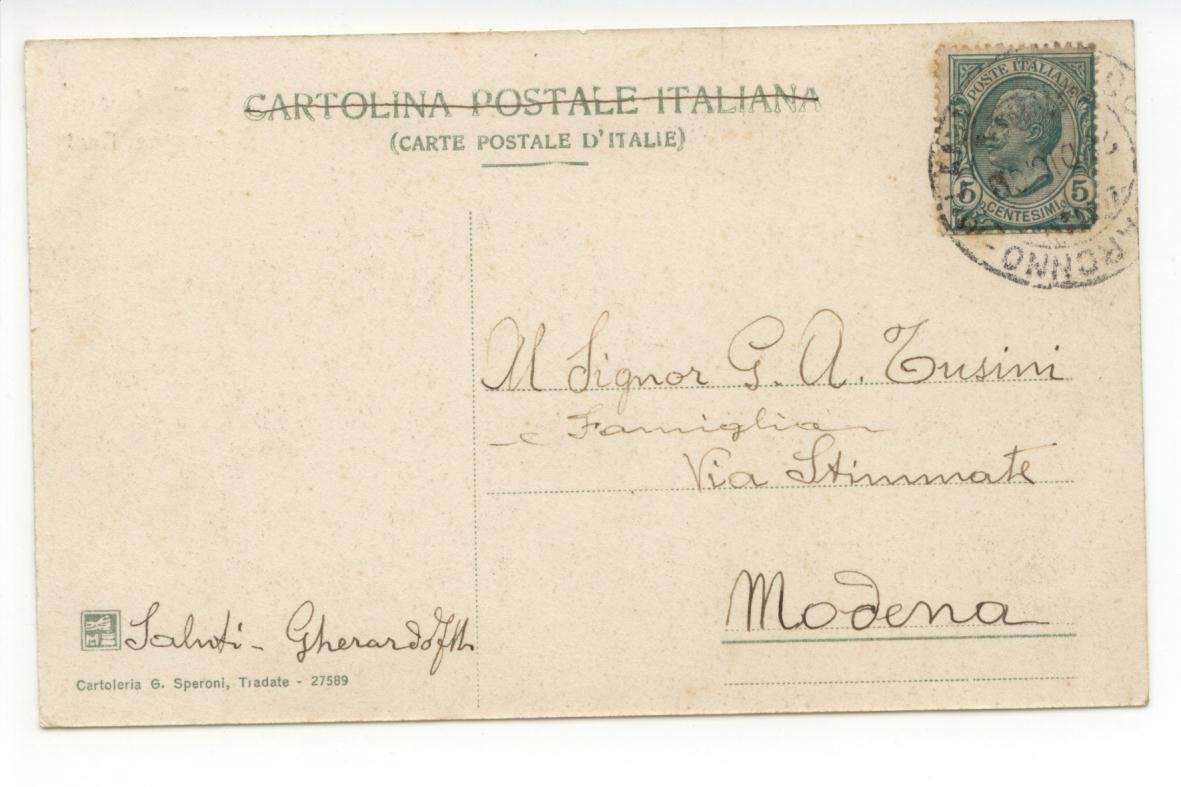 CARTOLINA POSTALE ITALIANA
(CARTE POSTALE D'ITALIE)
POSTE ITALIANE
5 CENTESIMI 5
Al Signor G. A. Tusini
e Famiglia
Via Stimmate
Modena
Saluti - Gherardo
Cartoleria G. Speroni, Tradate - 27589